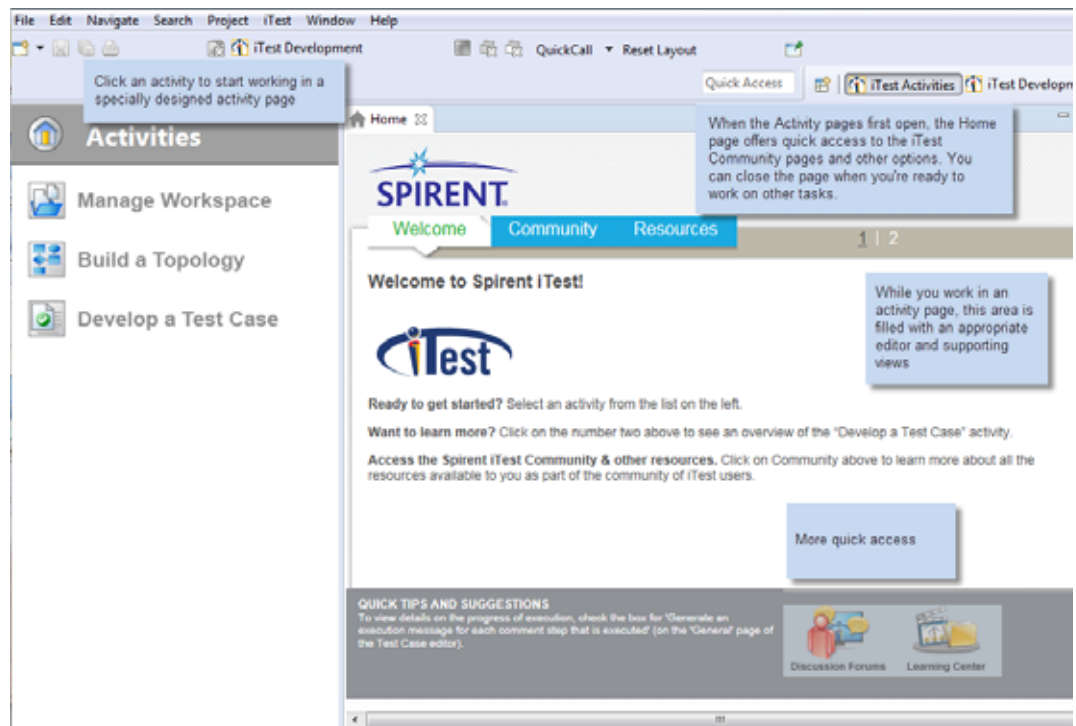 File Edit Navigate Search Project iTest Window Help
iTest Development
QuickCall
Reset Layout
Click an activity to start working in a
specially designed activity page
Quick Access
iTest Activities
iTest Developm
Activities
Manage Workspace
Build a Topology
Develop a Test Case
Home
When the Activity pages first open, the Home
page offers quick access to the iTest
Community pages and other options. You
can close the page when you're ready to
work on other tasks.
SPIRENT
Welcome Community Resources
1 | 2
Welcome to Spirent iTest!
While you work in an
activity page, this area is
filled with an appropriate
editor and supporting
views
iTest
Ready to get started? Select an activity from the list on the left.
Want to learn more? Click on the number two above to see an overview of the "Develop a Test Case" activity.
Access the Spirent iTest Community & other resources. Click on Community above to learn more about all the
resources available to you as part of the community of iTest users.
More quick access
QUICK TIPS AND SUGGESTIONS
To view details on the progress of execution, check the box for 'Generate an
execution message for each comment step that is executed' (on the 'General' page of
the Test Case editor).
Discussion Forums
Learning Center